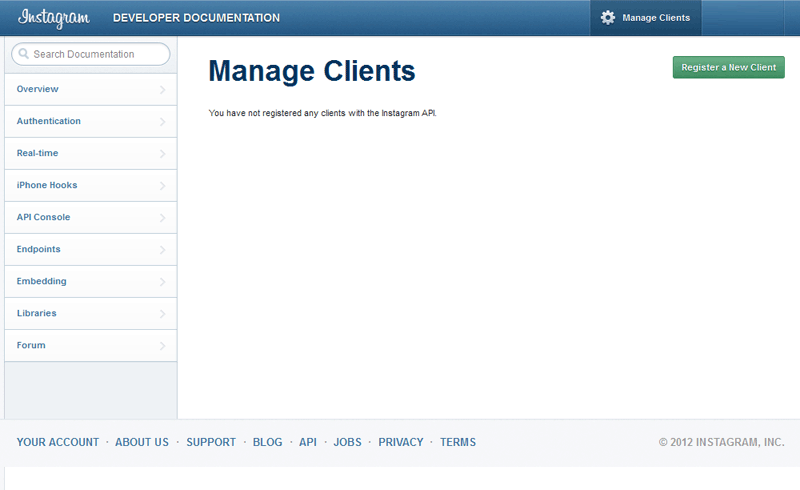 Instagram DEVELOPER DOCUMENTATION Manage Clients
Search Documentation
Overview
Authentication
Real-time
iPhone Hooks
API Console
Endpoints
Embedding
Libraries
Forum
Manage Clients
Register a New Client
You have not registered any clients with the Instagram API.
YOUR ACCOUNT · ABOUT US · SUPPORT · BLOG · API · JOBS · PRIVACY · TERMS
© 2012 INSTAGRAM, INC.